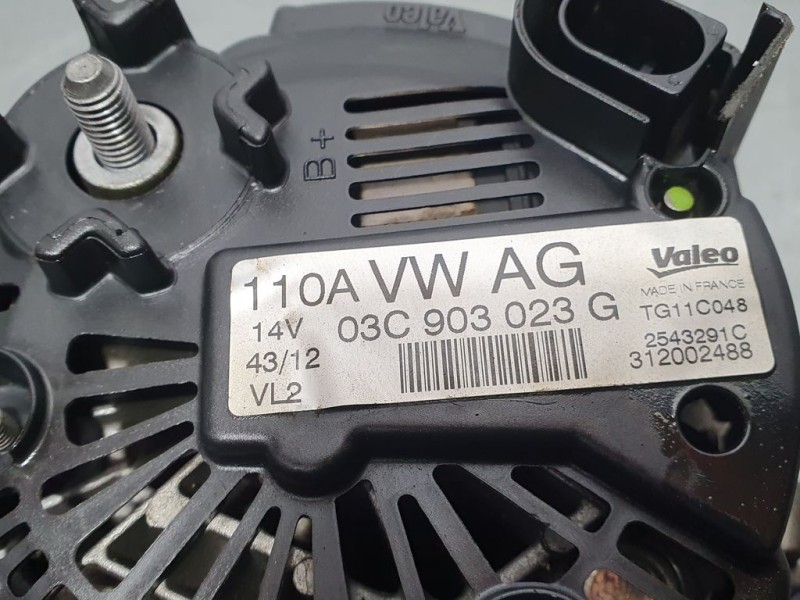 Valeo
B+
110A VW AG
14V 03C 903 023 G
43/12
VL2
Valeo
MADE IN FRANCE
TG11C048
2543291C
312002488